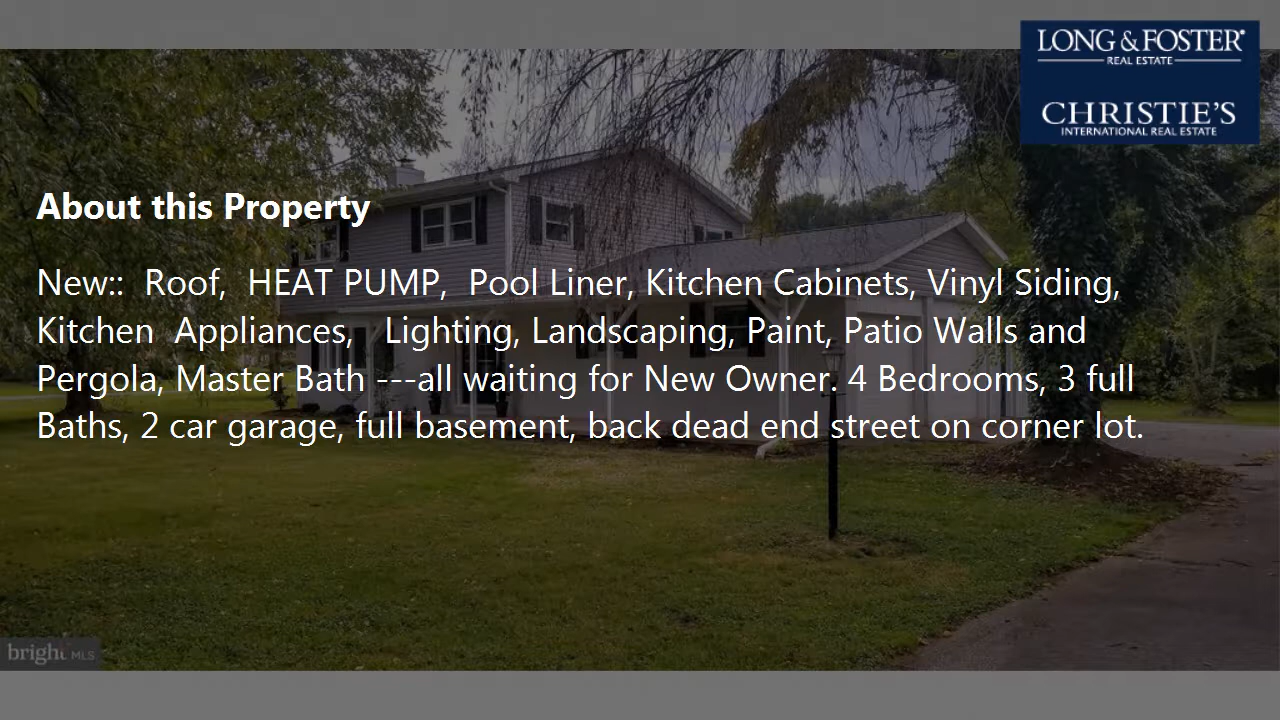 LONG & FOSTER®
REAL ESTATE
CHRISTIE'S
INTERNATIONAL REAL ESTATE
About this Property
New::  Roof,  HEAT PUMP,  Pool Liner, Kitchen Cabinets, Vinyl Siding,
Kitchen  Appliances,   Lighting, Landscaping, Paint, Patio Walls and
Pergola, Master Bath ---all waiting for New Owner. 4 Bedrooms, 3 full
Baths, 2 car garage, full basement, back dead end street on corner lot.
bright MLS